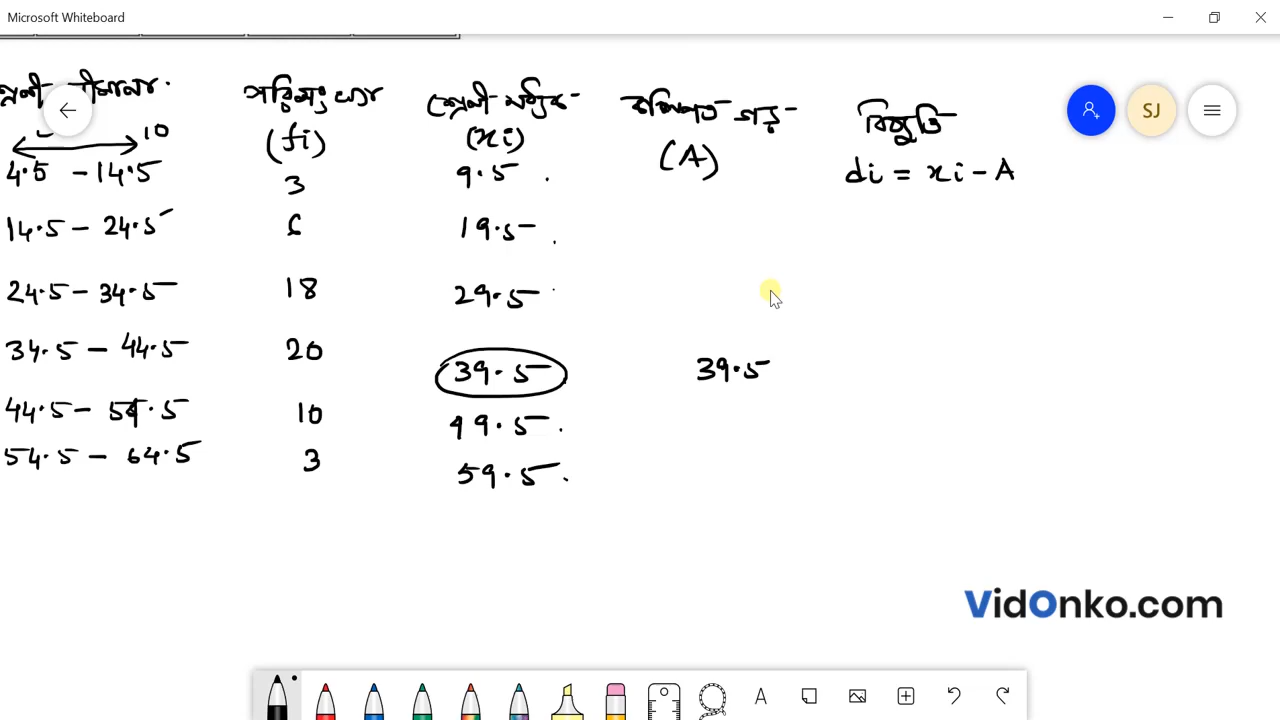 Microsoft Whiteboard
পরিসংখ্যা শ্রেণী মধ্যক কল্পিত গড় বিচ্যুতি
10 (fi) (xi) (A) di = xi - A
4.5 - 14.5 3 9.5
14.5 - 24.5 6 19.5
24.5 - 34.5 18 29.5
34.5 - 44.5 20 39.5 39.5
44.5 - 54.5 10 49.5
54.5 - 64.5 3 59.5
SJ
VidOnko.com
A